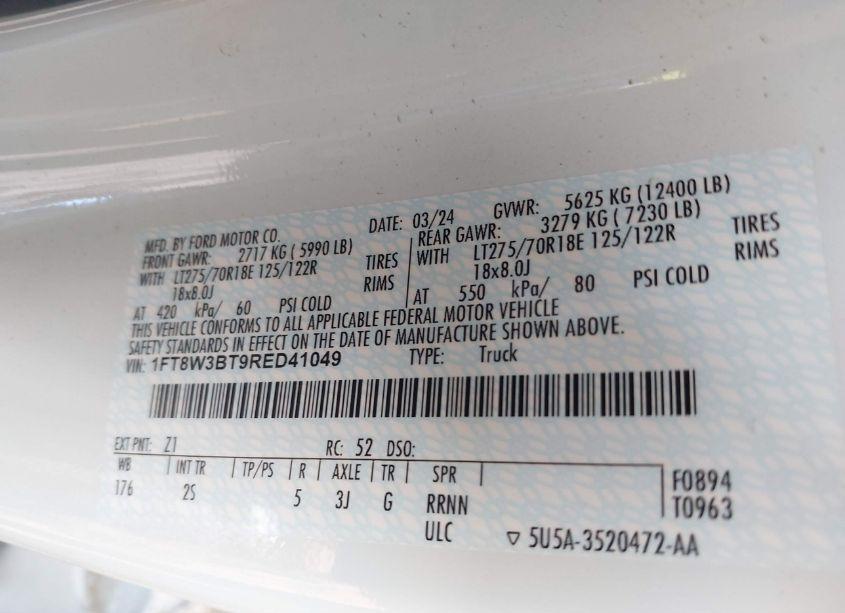 MFD. BY FORD MOTOR CO.
DATE: 03/24 GVWR: 5625 KG (12400 LB)
FRONT GAWR: 2717 KG ( 5990 LB)
WITH LT275/70R18E 125/122R TIRES
18x8.0J RIMS
AT 420 kPa/ 60 PSI COLD
REAR GAWR: 3279 KG ( 7230 LB)
WITH LT275/70R18E 125/122R TIRES
18x8.0J RIMS
AT 550 kPa/ 80 PSI COLD
THIS VEHICLE CONFORMS TO ALL APPLICABLE FEDERAL MOTOR VEHICLE
SAFETY STANDARDS IN EFFECT ON THE DATE OF MANUFACTURE SHOWN ABOVE.
VIN: 1FT8W3BT9RED41049 TYPE: Truck
EXT PNT: Z1 RC: 52 DSO:
WB INT TR TP/PS R AXLE TR SPR
176 2S 5 3J G RRNN
ULC
F0894
T0963
5U5A-3520472-AA